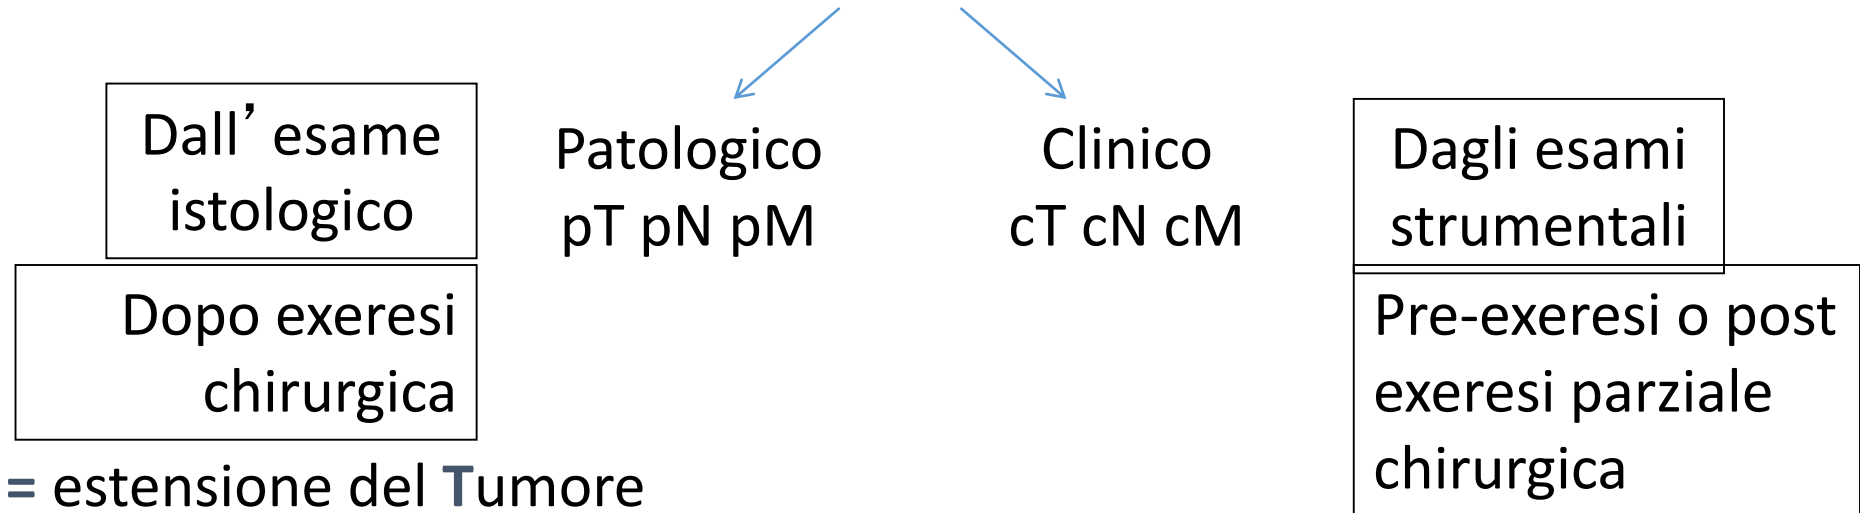 Dall’ esame
istologico
Dopo exeresi
chirurgica
Patologico
pT pN pM
Clinico
cT cN cM
Dagli esami
strumentali
Pre-exeresi o post
exeresi parziale
chirurgica
= estensione del Tumore